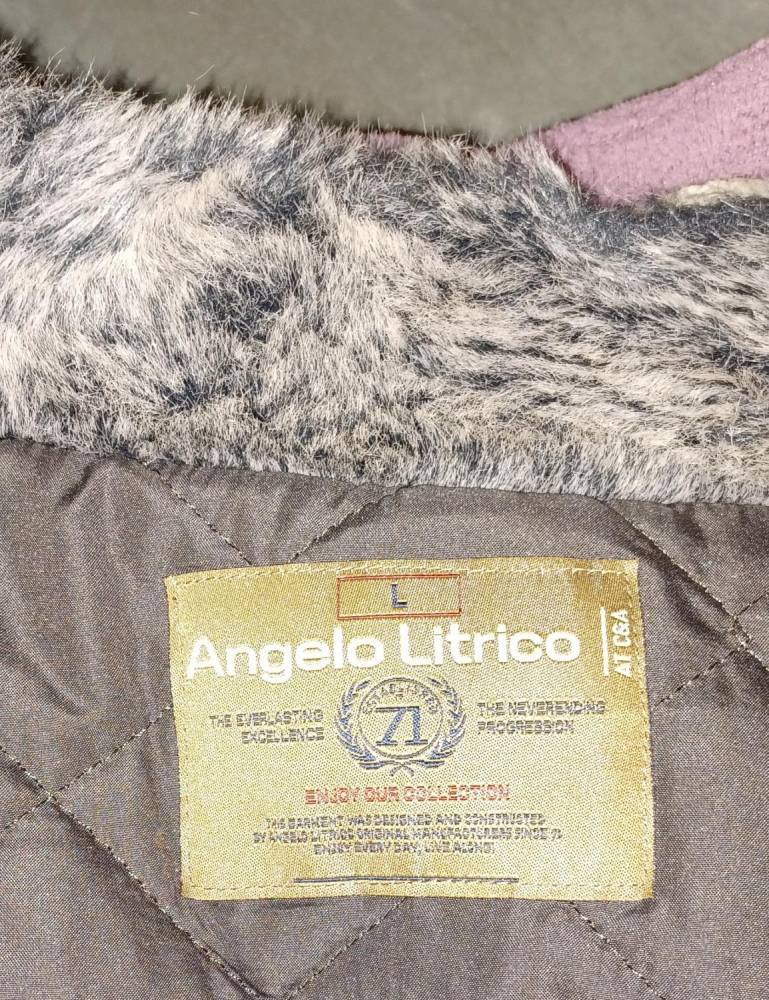 L
Angelo Litrico
AT C&A
THE EVERLASTING
EXCELLENCE
ESTABLISHED
71
THE NEVERENDING
PROGRESSION
ENJOY OUR COLLECTION
THIS GARMENT WAS DESIGNED AND CONSTRUCTED
BY ANGELO LITRICO ORIGINAL MANUFACTURERS SINCE 71
ENJOY EVERY DAY, LIVE ALONG!